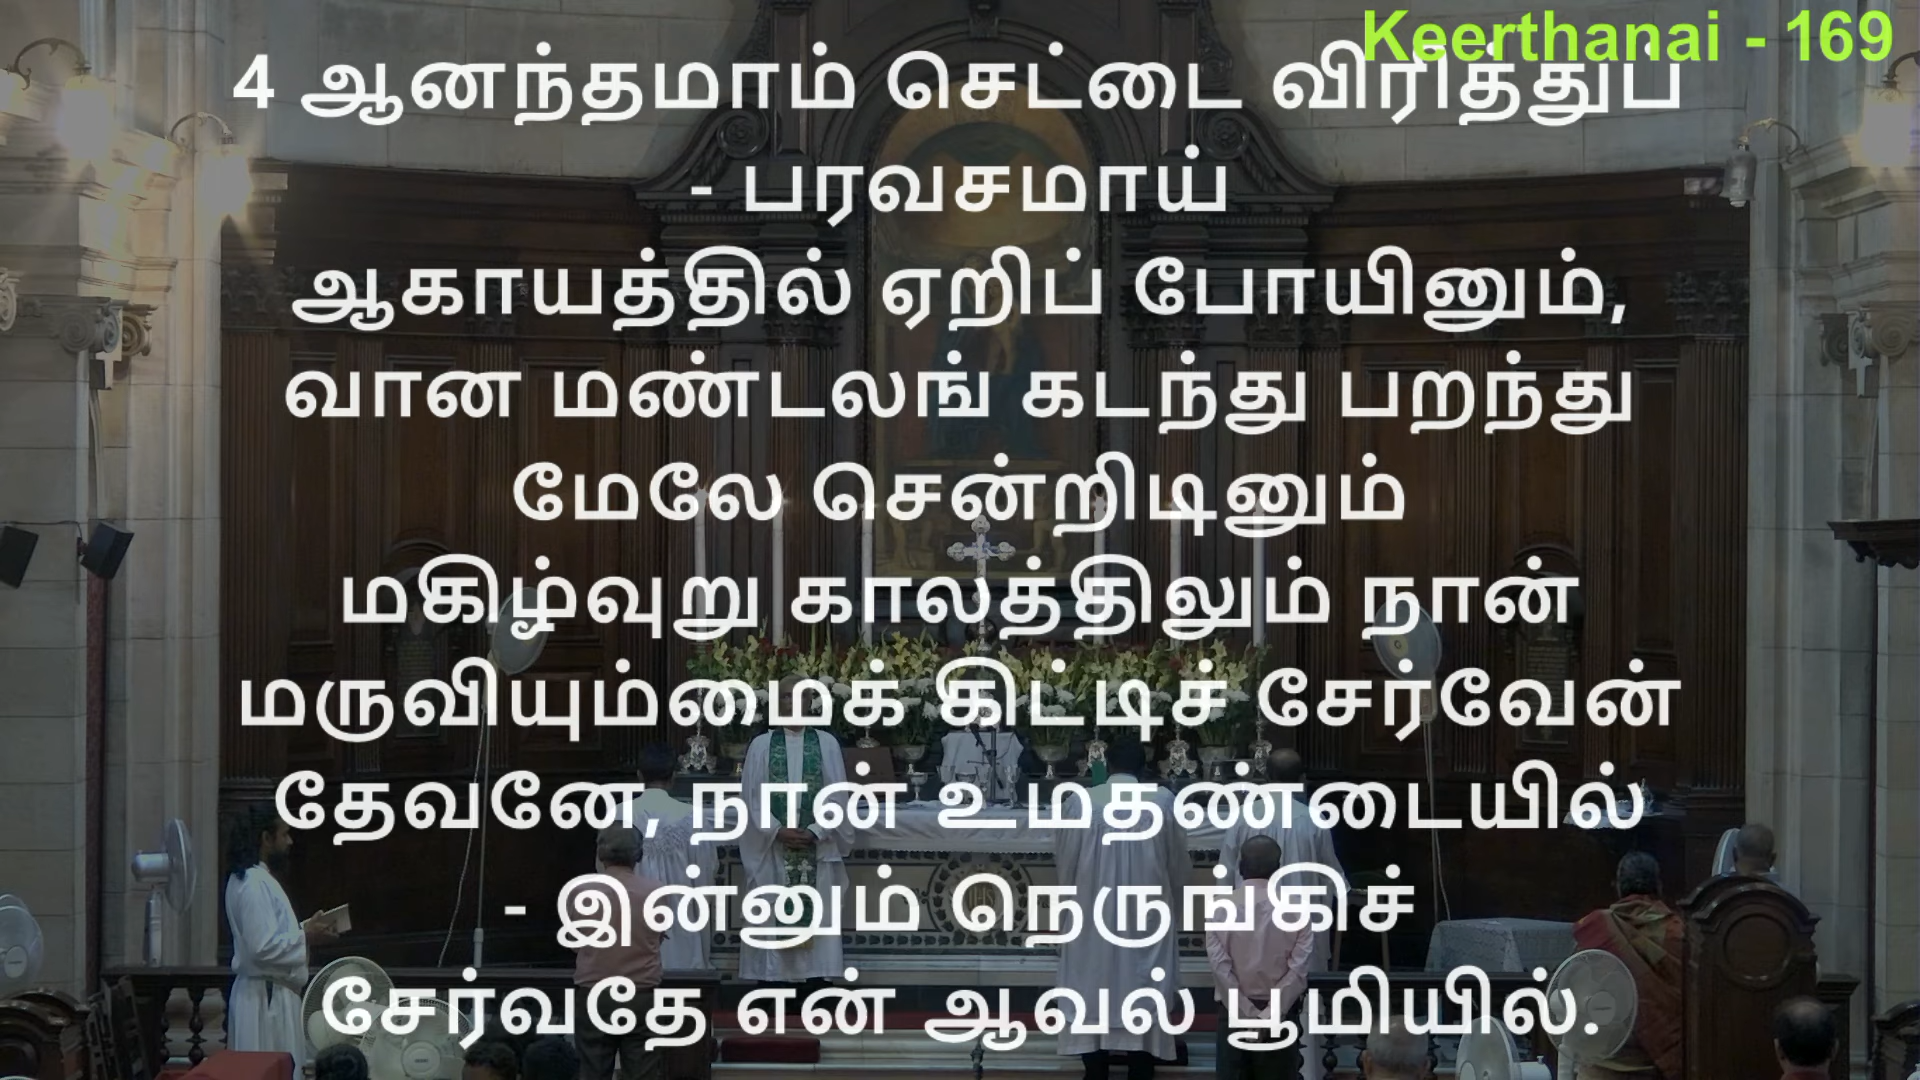 Keerthanai - 169
4 ஆனந்தமாம் செட்டை விரித்துப்
- பரவசமாய்
ஆகாயத்தில் ஏறிப் போயினும்,
வான மண்டலங் கடந்து பறந்து
மேலே சென்றிடினும்
மகிழ்வுறு காலத்திலும் நான்
மருவியும்மைக் கிட்டிச் சேர்வேன்
தேவனே, நான் உமதண்டையில்
- இன்னும் நெருங்கிச்
சேர்வதே என் ஆவல் பூமியில்.